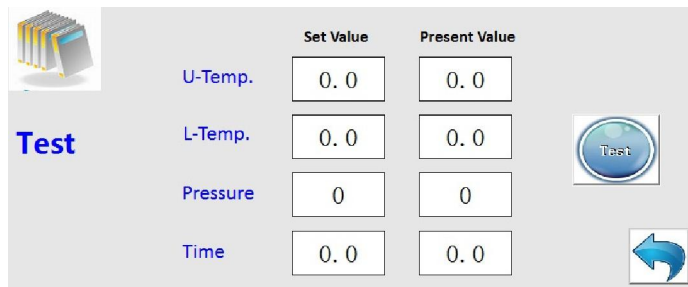 Set Value Present Value
U-Temp. 0.0 0.0
Test L-Temp. 0.0 0.0 Test
Pressure 0 0
Time 0.0 0.0